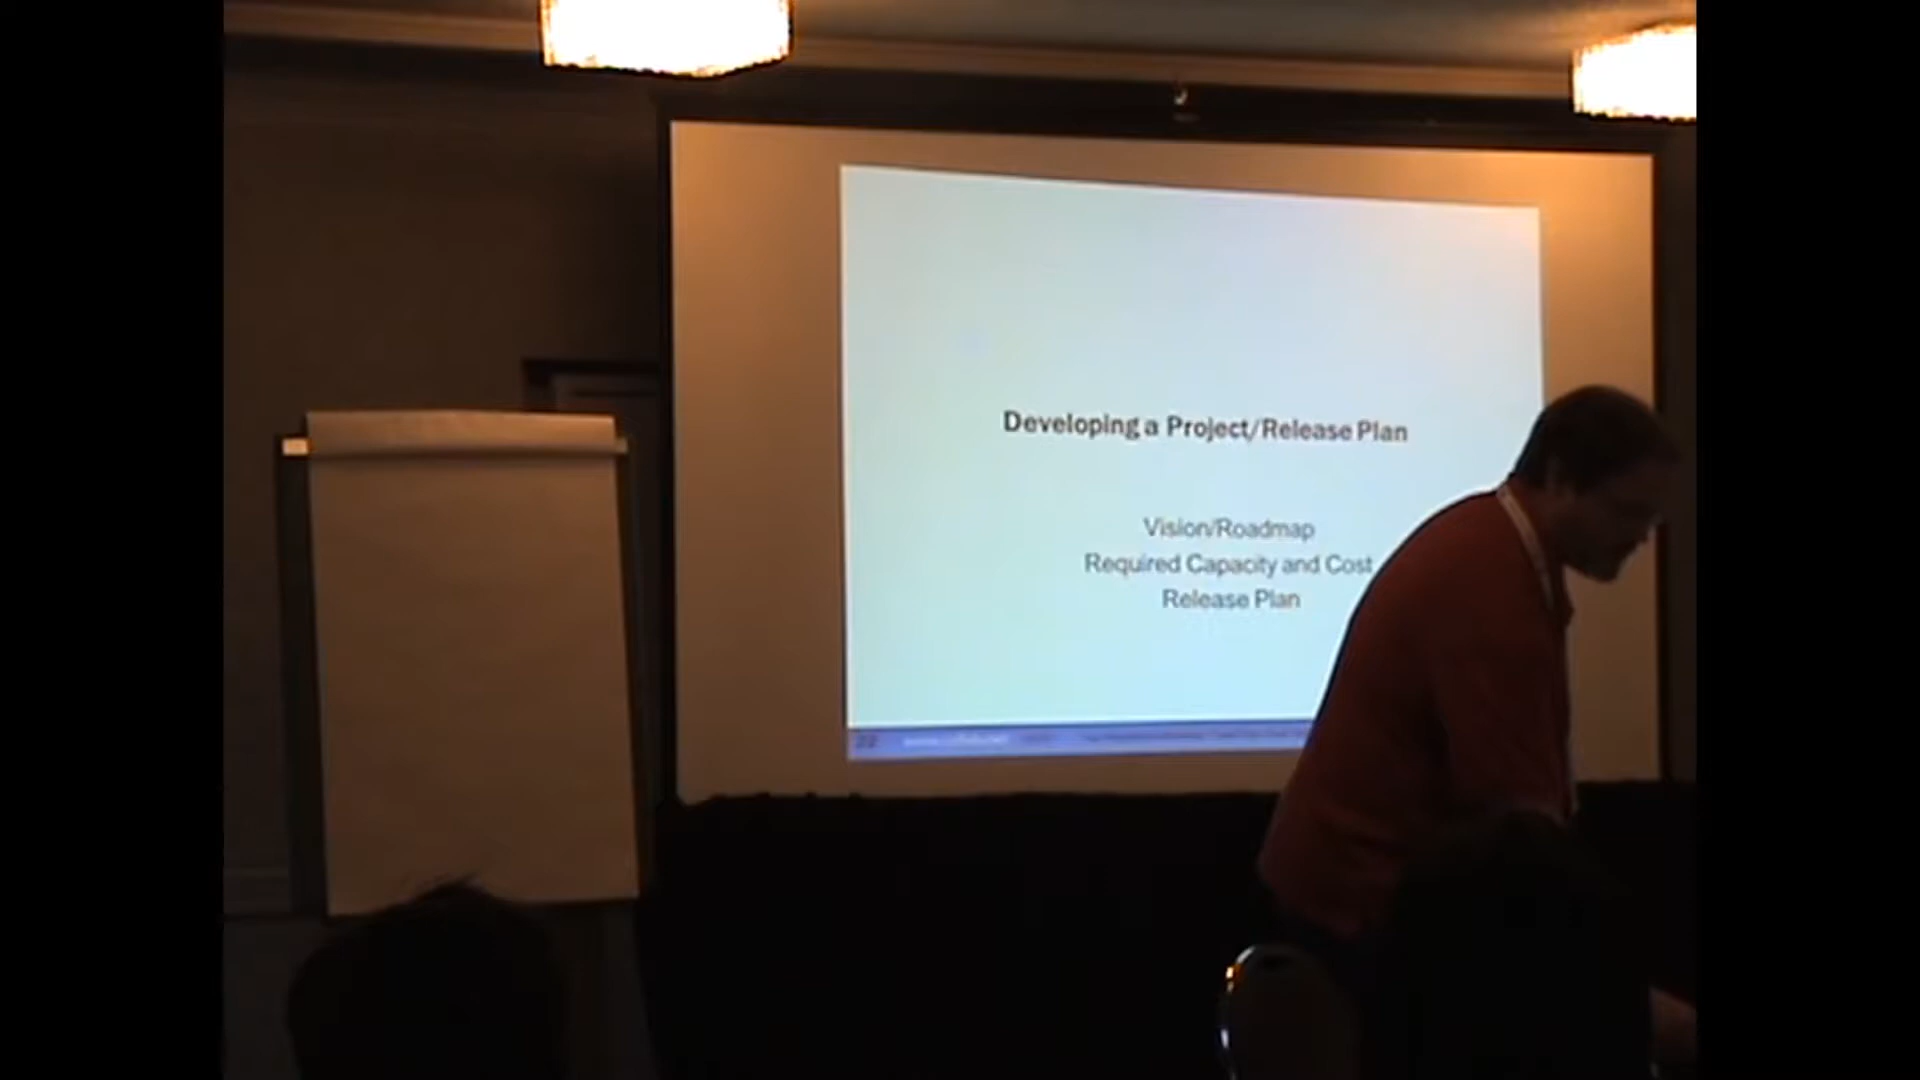 Developing a Project/Release Plan
Vision/Roadmap
Required Capacity and Cost
Release Plan